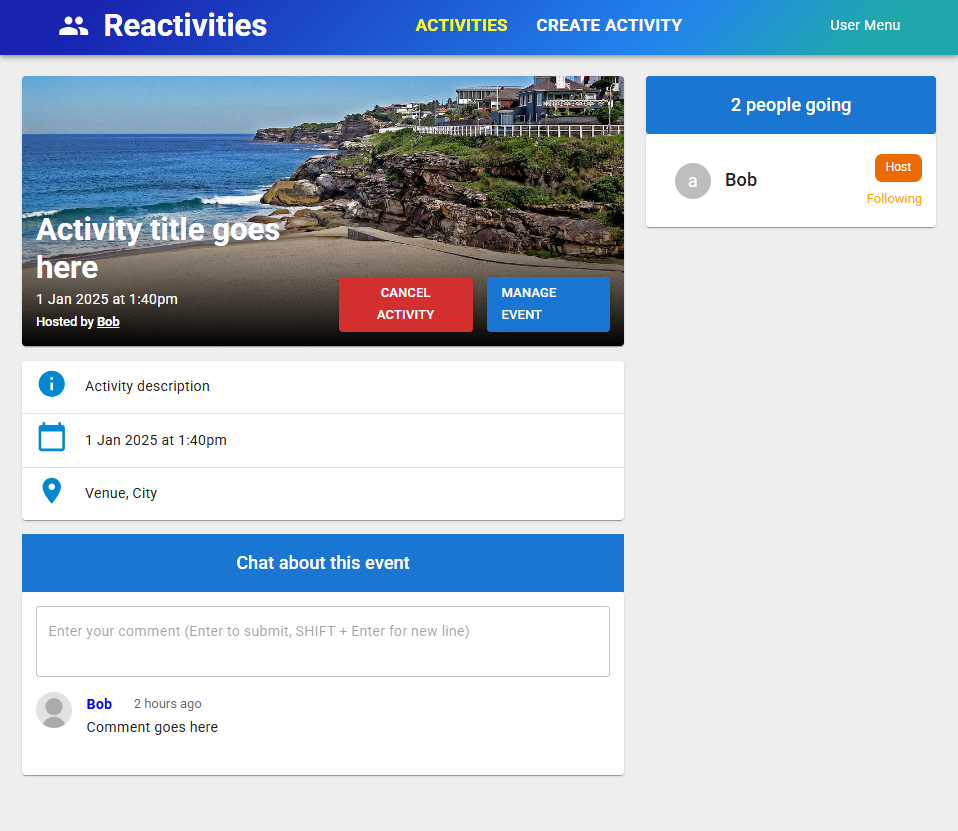 Reactivities
ACTIVITIES
CREATE ACTIVITY
User Menu
Activity title goes
here
1 Jan 2025 at 1:40pm
Hosted by Bob
CANCEL
ACTIVITY
MANAGE
EVENT
2 people going
a
Bob
Host
Following
Activity description
1 Jan 2025 at 1:40pm
Venue, City
Chat about this event
Enter your comment (Enter to submit, SHIFT + Enter for new line)
Bob 2 hours ago
Comment goes here